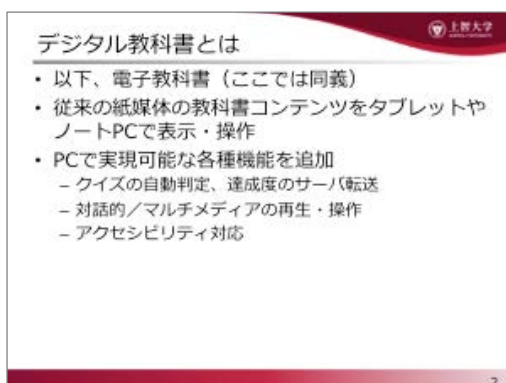 上智大学
デジタル教科書とは
• 以下、電子教科書（ここでは同義）
• 従来の紙媒体の教科書コンテンツをタブレットや
ノートPCで表示・操作
• PCで実現可能な各種機能を追加
– クイズの自動判定、達成度のサーバ転送
– 対話的／マルチメディアの再生・操作
– アクセシビリティ対応
2